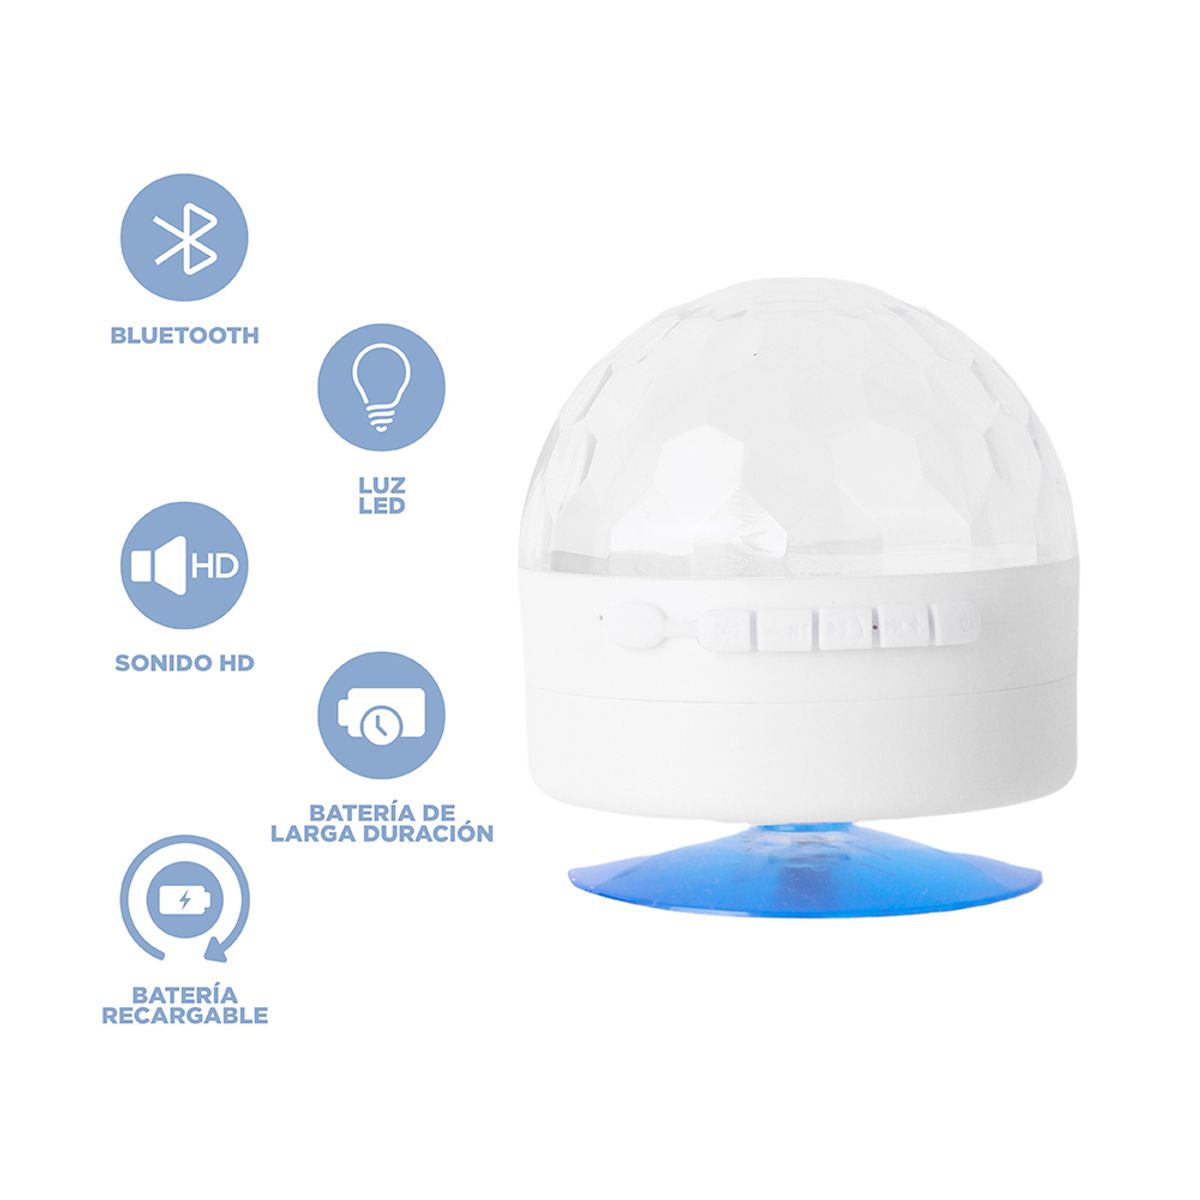 BLUETOOTH
LUZ
LED
HD
SONIDO HD
BATERÍA DE
LARGA DURACIÓN
BATERÍA
RECARGABLE